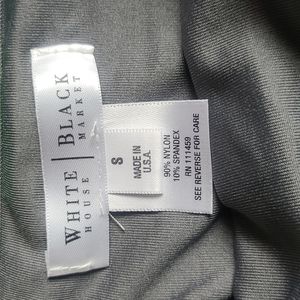 WHITE | BLACK
HOUSE | MARKET
S
MADE IN
U.S.A.
90% NYLON
10% SPANDEX
RN 111459
SEE REVERSE FOR CARE